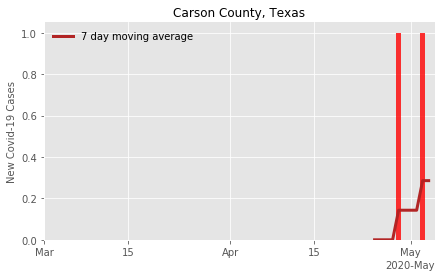 Carson County, Texas
7 day moving average
New Covid-19 Cases
1.0
0.8
0.6
0.4
0.2
0.0
Mar
15
Apr
15
May
2020-May